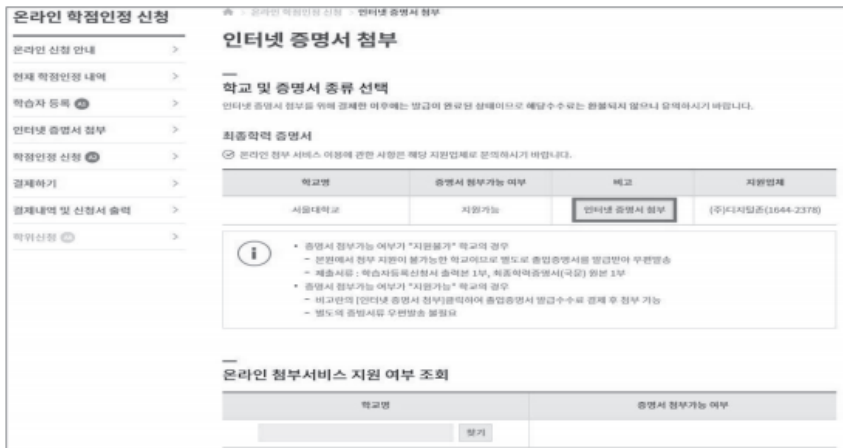 온라인 학점인정 신청
온라인 신청 안내
현재 학점인정 내역
학습자 등록
인터넷 증명서 첨부
학점인정 신청
결제하기
결제내역 및 신청서 출력
학위신청
> 온라인 학점인정 신청 > 인터넷 증명서 첨부
인터넷 증명서 첨부
학교 및 증명서 종류 선택
인터넷 증명서 첨부를 위해 결제한 이후에는 발급이 완료된 상태이므로 해당수수료는 환불되지 않으니 유의하시기 바랍니다.
최종학력 증명서
온라인 첨부 서비스 이용에 관한 사항은 해당 지원업체로 문의하시기 바랍니다.
학교명 증명서 첨부가능 여부 비고 지원업체
서울대학교 지원가능 인터넷 증명서 첨부 (주)디지털존(1644-2378)
• 증명서 첨부가능 여부가 "지원불가" 학교의 경우
- 본원에서 첨부 지원이 불가능한 학교이므로 별도로 졸업증명서를 발급받아 우편발송
- 제출서류 : 학습자등록신청서 출력본 1부, 최종학력증명서(국문) 원본 1부
• 증명서 첨부가능 여부가 "지원가능" 학교의 경우
- 비고란의 [인터넷 증명서 첨부]클릭하여 졸업증명서 발급수수료 결제 후 첨부 가능
- 별도의 증빙서류 우편발송 불필요
온라인 첨부서비스 지원 여부 조회
학교명 증명서 첨부가능 여부
찾기